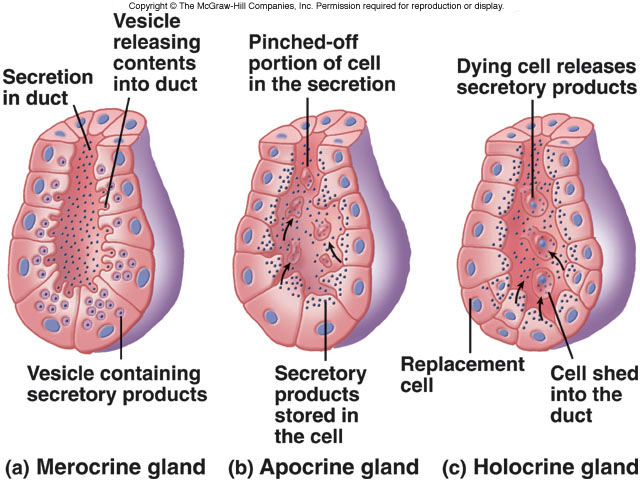 Copyright © The McGraw-Hill Companies, Inc. Permission required for reproduction or display.
Vesicle
releasing
contents
into duct
Secretion
in duct
Vesicle containing
secretory products
(a) Merocrine gland
Pinched-off
portion of cell
in the secretion
Secretory
products
stored in
the cell
(b) Apocrine gland
Dying cell releases
secretory products
Replacement
cell
Cell shed
into the
duct
(c) Holocrine gland